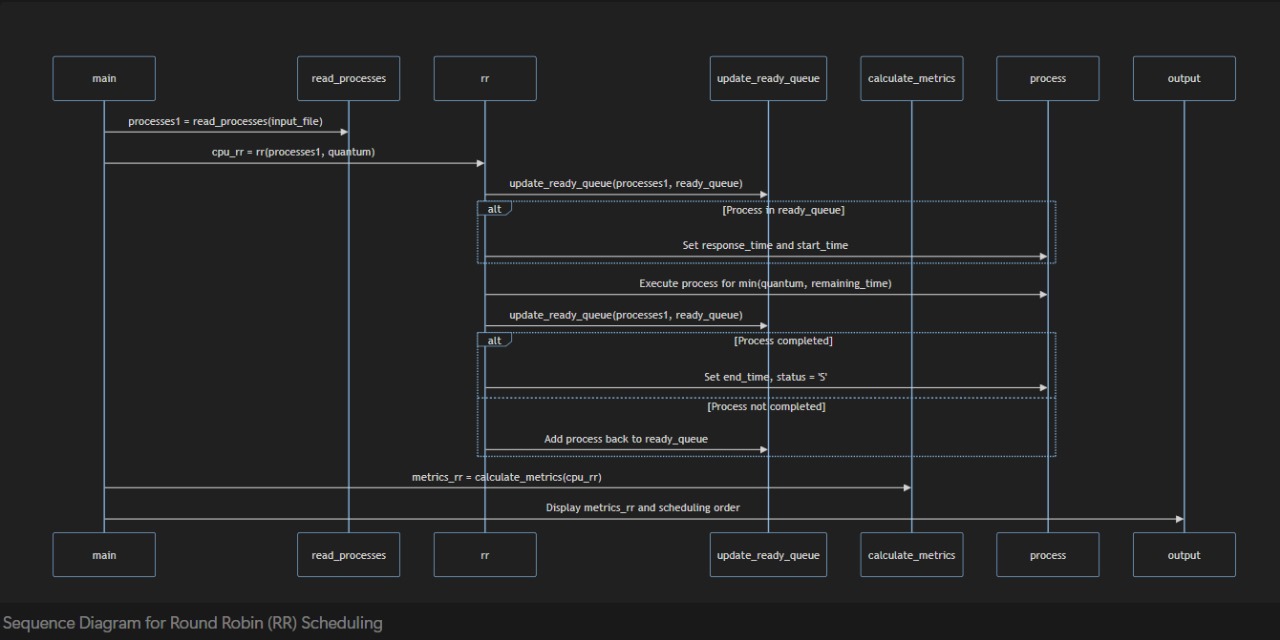 main
read_processes
rr
update_ready_queue
calculate_metrics
process
output
processes1 = read_processes(input_file)
cpu_rr = rr(processes1, quantum)
update_ready_queue(processes1, ready_queue)
alt
[Process in ready_queue]
Set response_time and start_time
Execute process for min(quantum, remaining_time)
update_ready_queue(processes1, ready_queue)
alt
[Process completed]
Set end_time, status = 'S'
[Process not completed]
Add process back to ready_queue
metrics_rr = calculate_metrics(cpu_rr)
Display metrics_rr and scheduling order
main
read_processes
rr
update_ready_queue
calculate_metrics
process
output
Sequence Diagram for Round Robin (RR) Scheduling